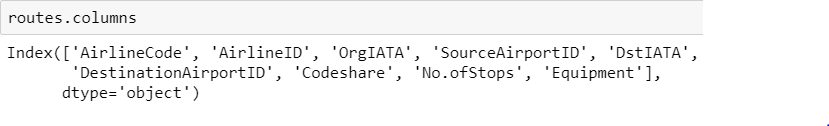 routes.columns
Index(['AirlineCode', 'AirlineID', 'OrgIATA', 'SourceAirportID', 'DstIATA',
'DestinationAirportID', 'Codeshare', 'No.ofStops', 'Equipment'],
dtype='object')